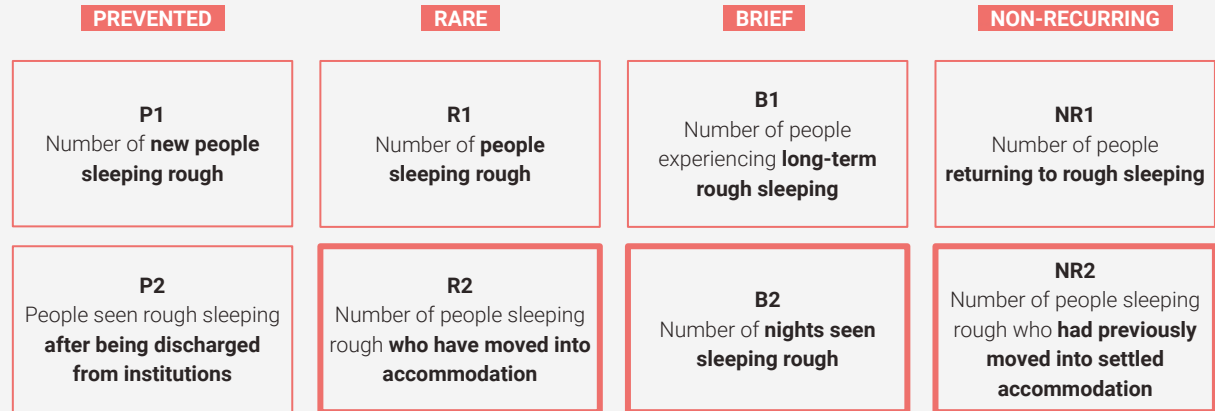 PREVENTED
RARE
BRIEF
NON-RECURRING
P1
Number of new people
sleeping rough
R1
Number of people
sleeping rough
B1
Number of people
experiencing long-term
rough sleeping
NR1
Number of people
returning to rough sleeping
P2
People seen rough sleeping
after being discharged
from institutions
R2
Number of people sleeping
rough who have moved into
accommodation
B2
Number of nights seen
sleeping rough
NR2
Number of people sleeping
rough who had previously
moved into settled
accommodation